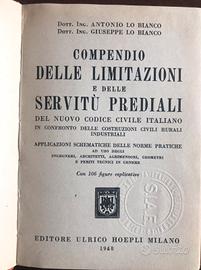 DOTT. ING. ANTONIO LO BIANCO
DOTT. ING. GIUSEPPE LO BIANCO
COMPENDIO
DELLE LIMITAZIONI
E DELLE
SERVITÙ PREDIALI
DEL NUOVO CODICE CIVILE ITALIANO
IN CONFRONTO DELLE COSTRUZIONI CIVILI RURALI
INDUSTRIALI
APPLICAZIONI SCHEMATICHE DELLE NORME PRATICHE
AD USO DEGLI
INGEGNERI, ARCHITETTI, AGRIMENSORI, GEOMETRI
E PERITI TECNICI IN GENERE
Con 106 figure esplicative
S.I.A.E.
EDITORE ULRICO HOEPLI MILANO
1948